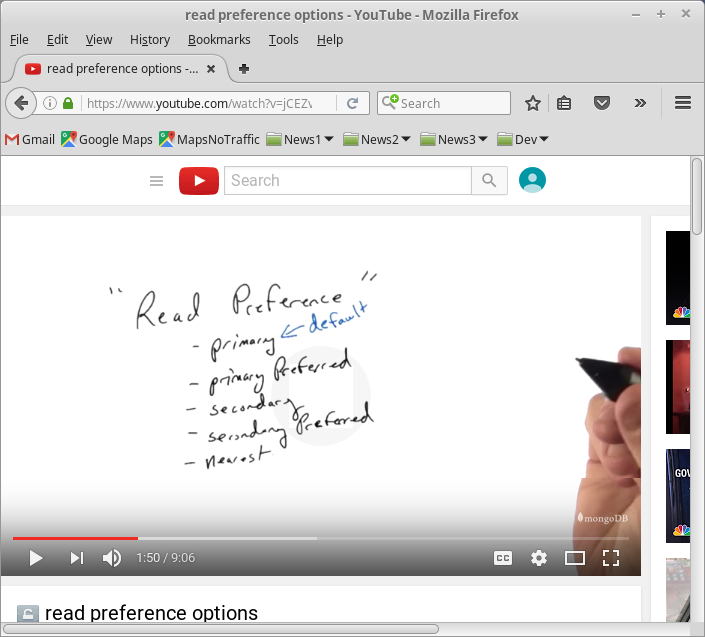 read preference options - YouTube - Mozilla Firefox
File Edit View History Bookmarks Tools Help
read preference options -...
https://www.youtube.com/watch?v=jCEZv
Search
Gmail Google Maps MapsNoTraffic News1 News2 News3 Dev
Search
" Read Preference "
- primary ← default
- primary Preferred
- secondary
- secondary Preferred
- nearest
mongoDB
GOV
1:50 / 9:06
CC
read preference options